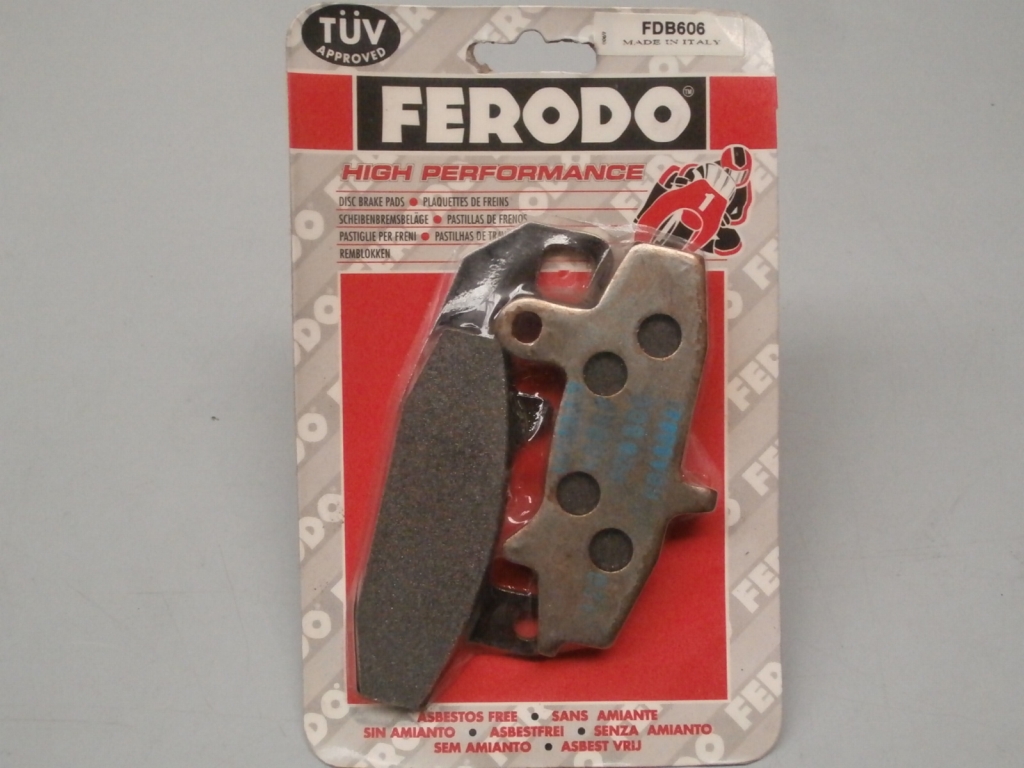 TÜV
APPROVED
FDB606
MADE IN ITALY
FERODO™
HIGH PERFORMANCE
1
DISC BRAKE PADS • PLAQUETTES DE FREINS
SCHEIBENBREMSBELÄGE • PASTILLAS DE FRENOS
PASTIGLIE PER FRENI • PASTILHAS DE
REMBLOKKEN
ASBESTOS FREE • SANS AMIANTE
SIN AMIANTO • ASBESTFREI • SENZA AMIANTO
SEM AMIANTO • ASBEST VRIJ